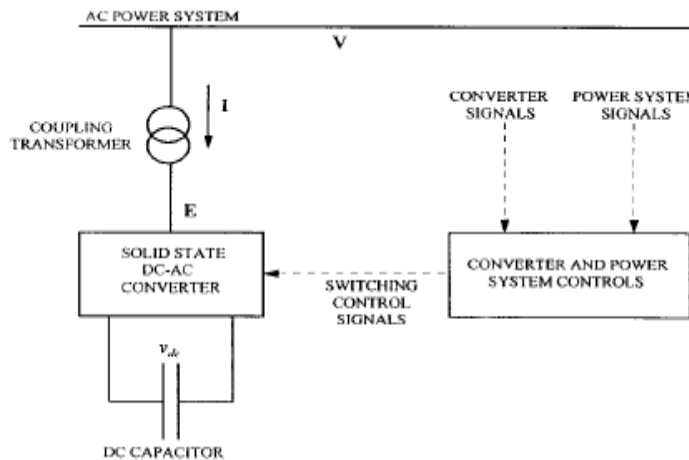 AC POWER SYSTEM
V
I
COUPLING
TRANSFORMER
CONVERTER
SIGNALS
POWER SYSTEM
SIGNALS
E
SOLID STATE
DC-AC
CONVERTER
SWITCHING
CONTROL
SIGNALS
CONVERTER AND POWER
SYSTEM CONTROLS
v_dc
DC CAPACITOR